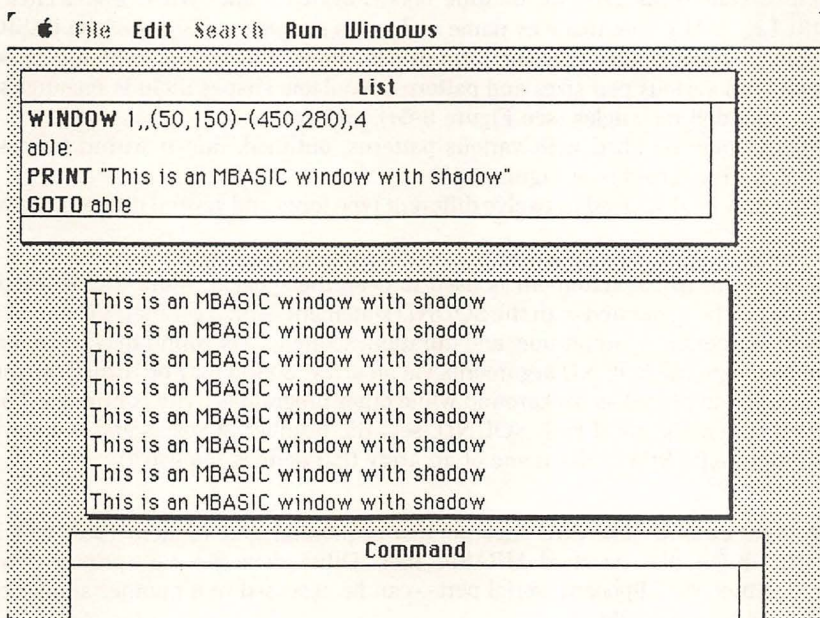 File Edit Search Run Windows
List
WINDOW 1,,(50,150)-(450,280),4
able:
PRINT "This is an MBASIC window with shadow"
GOTO able
This is an MBASIC window with shadow
This is an MBASIC window with shadow
This is an MBASIC window with shadow
This is an MBASIC window with shadow
This is an MBASIC window with shadow
This is an MBASIC window with shadow
This is an MBASIC window with shadow
This is an MBASIC window with shadow
Command